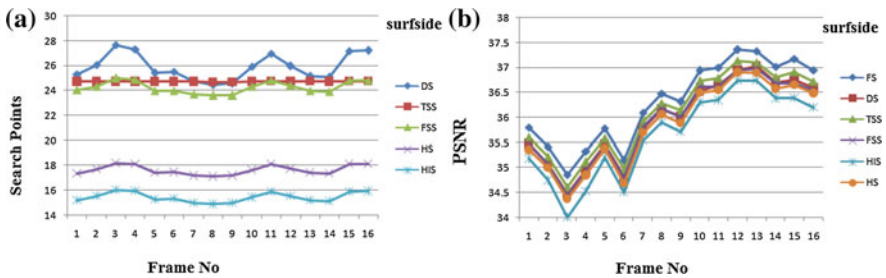 (a)
surfside
Search Points
30
28
26
24
22
20
18
16
14
1 2 3 4 5 6 7 8 9 10 11 12 13 14 15 16
Frame No
DS
TSS
FSS
HS
HIS
(b)
surfside
PSNR
38
37.5
37
36.5
36
35.5
35
34.5
34
1 2 3 4 5 6 7 8 9 10 11 12 13 14 15 16
Frame No
FS
DS
TSS
FSS
HIS
HS